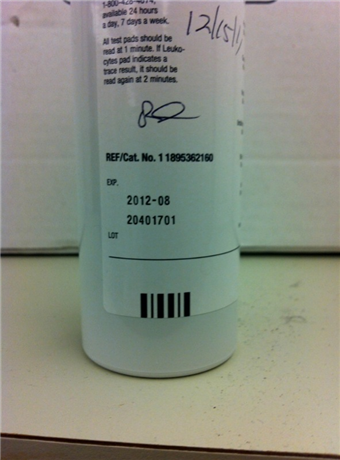 available 24 hours
a day, 7 days a week.
All test pads should be
read at 1 minute. If Leuko-
cytes pad indicates a
trace result, it should be
read again at 2 minutes.
REF/Cat. No. 11895362160
EXP.
2012-08
20401701
LOT